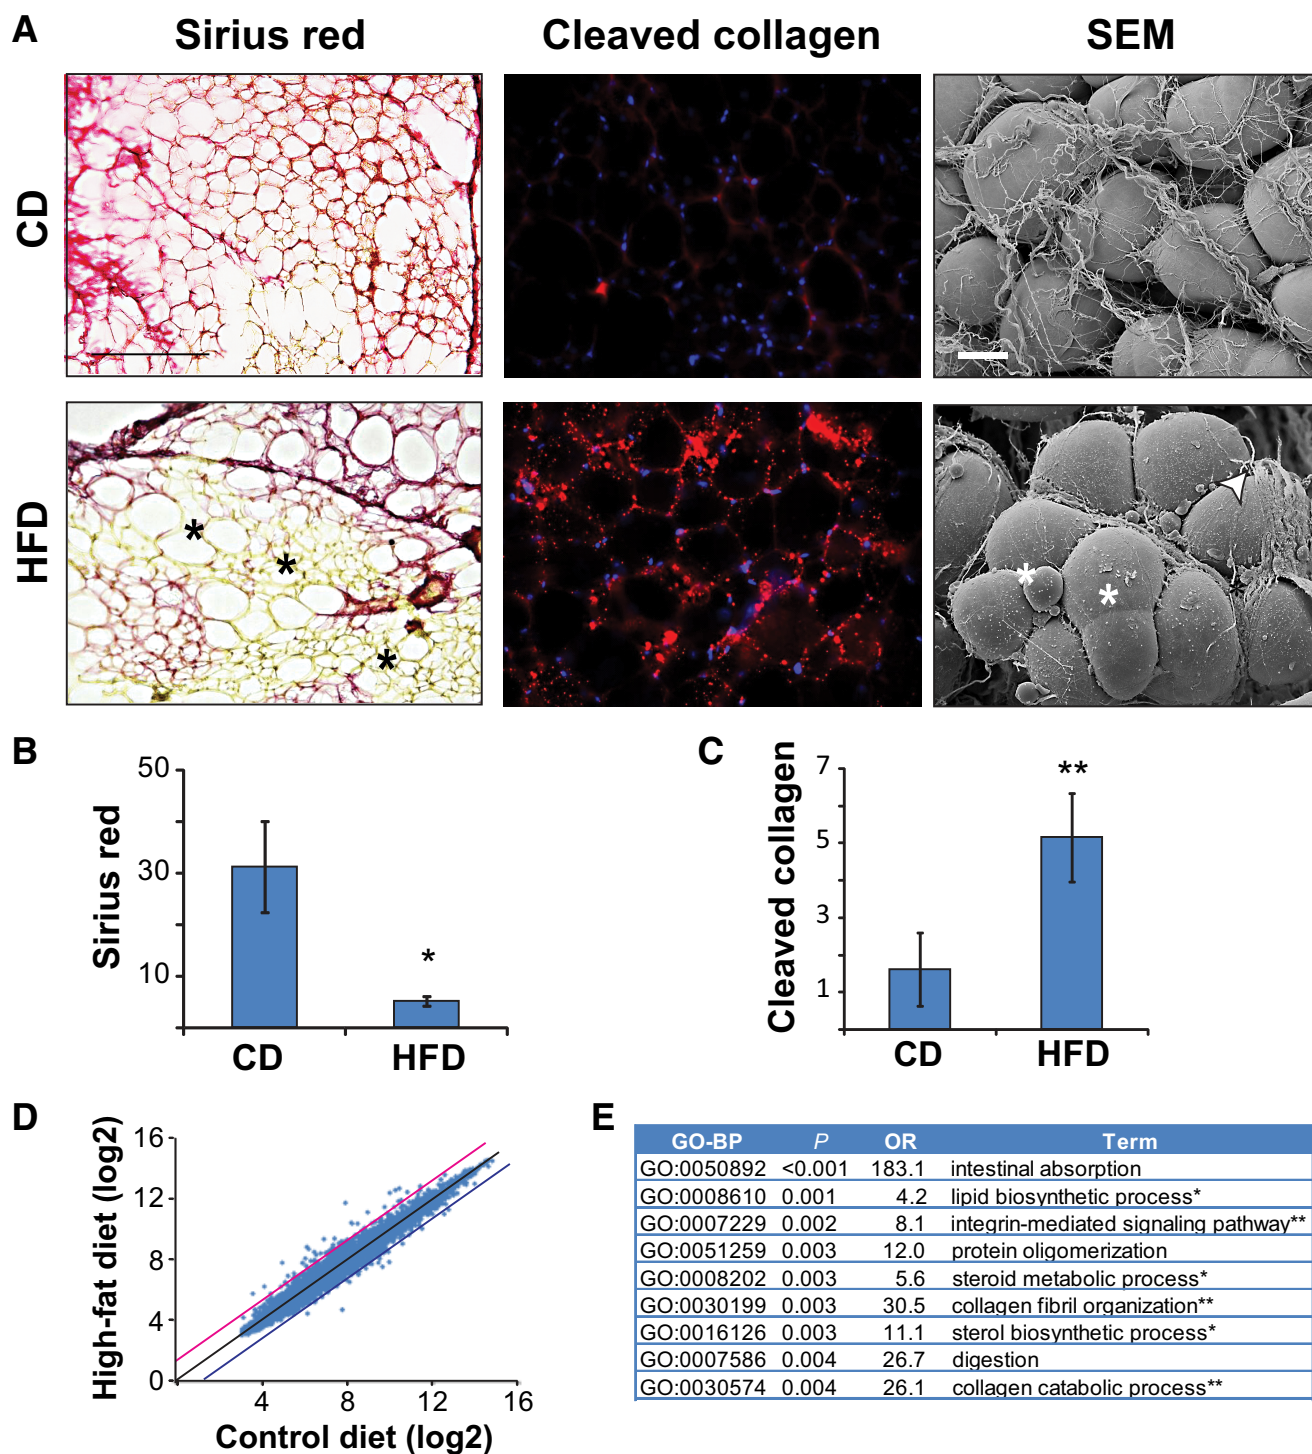 A
Sirius red
Cleaved collagen
SEM
CD
HFD
*
*
*
*
*
B
Sirius red
50
30
10
*
CD
HFD
C
Cleaved collagen
7
5
3
1
**
CD
HFD
D
High-fat diet (log2)
16
12
8
4
0
4
8
12
16
Control diet (log2)
E
GO-BP P OR Term
GO:0050892 <0.001 183.1 intestinal absorption
GO:0008610 0.001 4.2 lipid biosynthetic process*
GO:0007229 0.002 8.1 integrin-mediated signaling pathway**
GO:0051259 0.003 12.0 protein oligomerization
GO:0008202 0.003 5.6 steroid metabolic process*
GO:0030199 0.003 30.5 collagen fibril organization**
GO:0016126 0.003 11.1 sterol biosynthetic process*
GO:0007586 0.004 26.7 digestion
GO:0030574 0.004 26.1 collagen catabolic process**